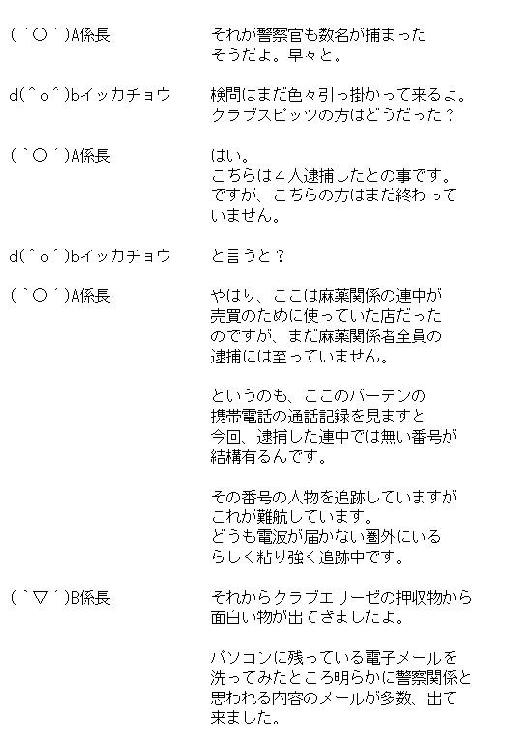 (´〇｀)A係長 それが警察官も数名が捕まった
そうだよ。早々と。
d(＾o＾)bイッカチョウ 検問はまだ色々引っ掛かって来るよ。
クラブスピッツの方はどうだった？
(´〇｀)A係長 はい。
こちらは４人逮捕したとの事です。
ですが、こちらの方はまだ終わって
いません。
d(＾o＾)bイッカチョウ と言うと？
(´〇｀)A係長 やはり、ここは麻薬関係の連中が
売買のために使っていた店だった
のですが、まだ麻薬関係者全員の
逮捕には至っていません。
というのも、ここのバーテンの
携帯電話の通話記録を見ますと
今回、逮捕した連中では無い番号が
結構有るんです。
その番号の人物を追跡していますが
これが難航しています。
どうも電波が届かない圏外にいる
らしく粘り強く追跡中です。
(｀▽´)B係長 それからクラブエリーゼの押収物から
面白い物が出てきましたよ。
パソコンに残っている電子メールを
洗ってみたところ明らかに警察関係と
思われる内容のメールが多数、出て
来ました。